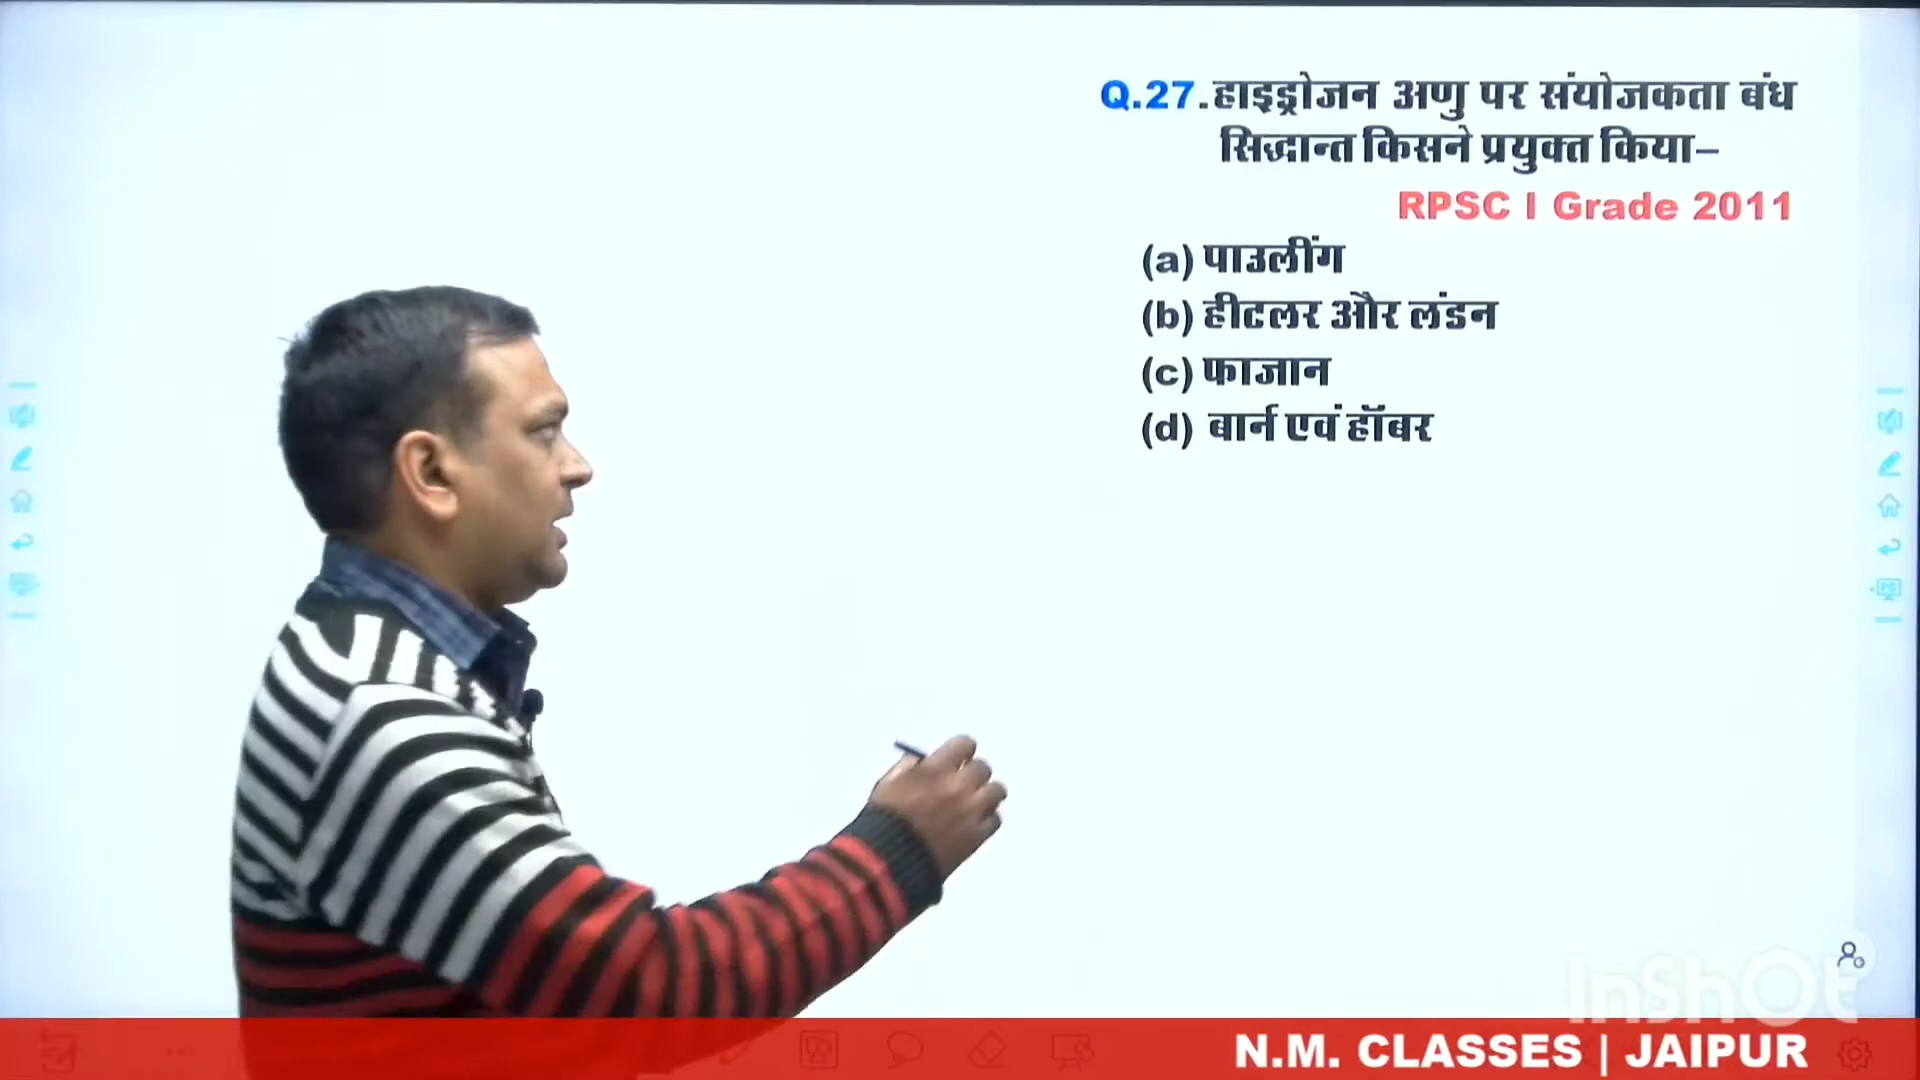 Q.27.हाइड्रोजन अणु पर संयोजकता बंध
सिद्धान्त किसने प्रयुक्त किया–
RPSC I Grade 2011
(a) पाउलींग
(b) हीटलर और लंडन
(c) फाजान
(d) बार्न एवं हॉबर
InShOt
N.M. CLASSES | JAIPUR